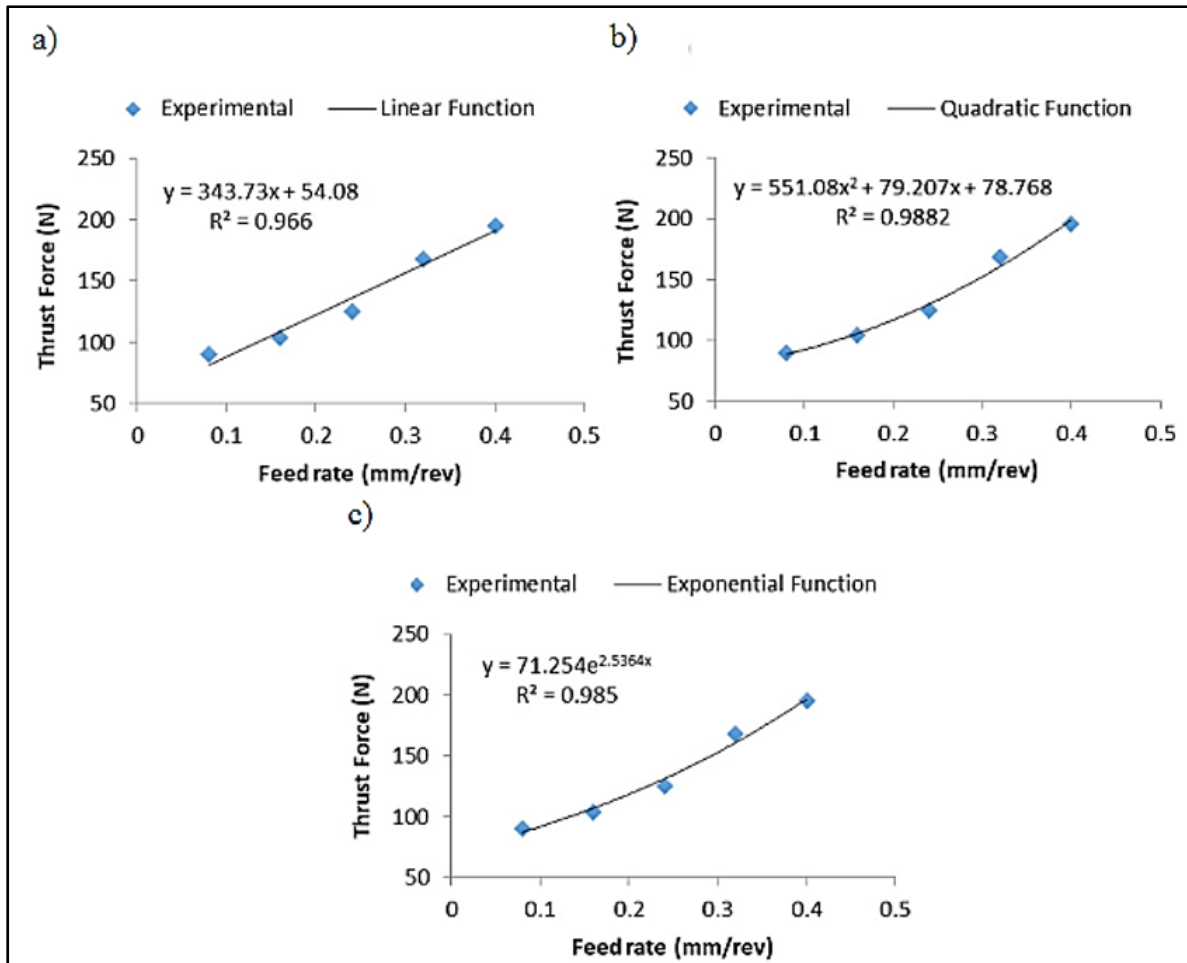 a)
Experimental Linear Function
250
y = 343.73x + 54.08
R² = 0.966
200
150
100
50
Thrust Force (N)
0 0.1 0.2 0.3 0.4 0.5
Feed rate (mm/rev)
b)
Experimental Quadratic Function
250
y = 551.08x² + 79.207x + 78.768
R² = 0.9882
200
150
100
50
Thrust Force (N)
0 0.1 0.2 0.3 0.4 0.5
Feed rate (mm/rev)
c)
Experimental Exponential Function
250
y = 71.254e^2.5364x
R² = 0.985
200
150
100
50
Thrust Force (N)
0 0.1 0.2 0.3 0.4 0.5
Feed rate (mm/rev)